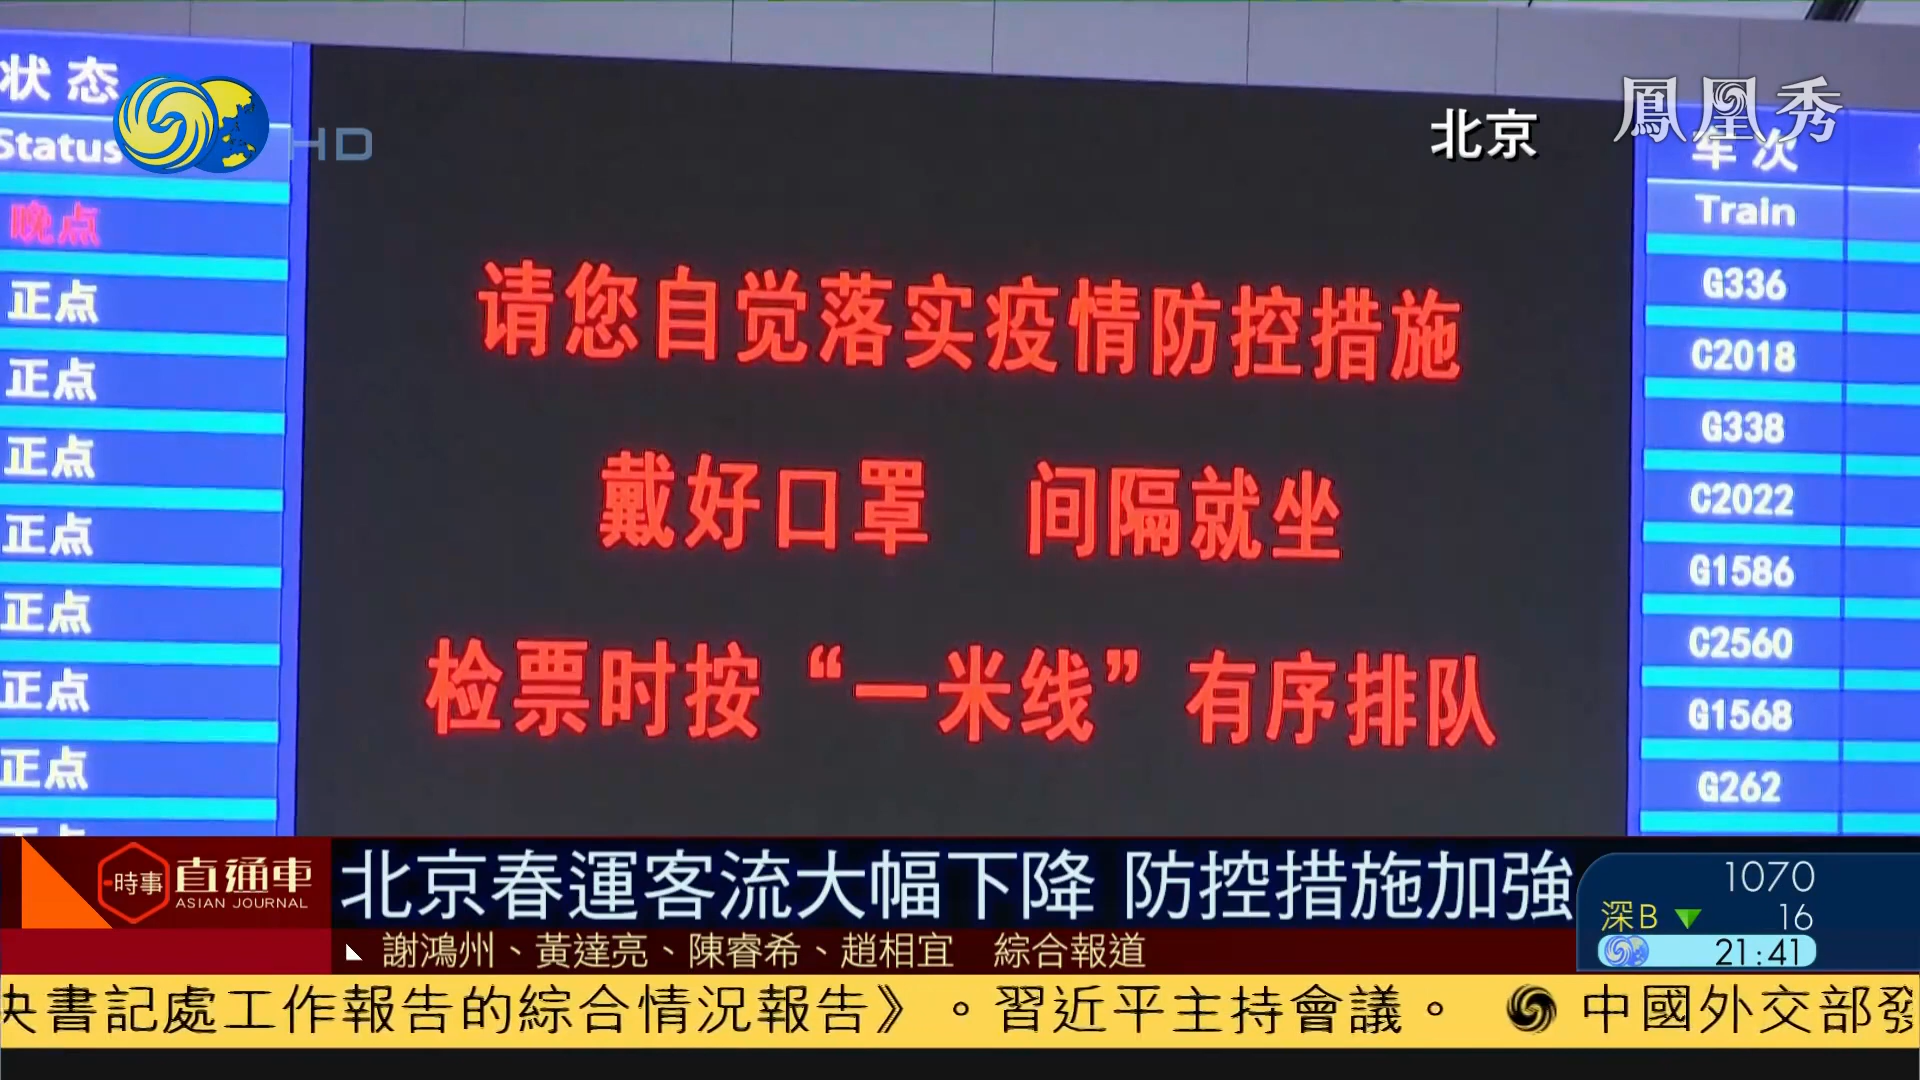 状态
Status
晚点
正点
正点
正点
正点
正点
正点
正点
正点
HD
北京
鳳凰秀
车次
Train
G336
C2018
G338
C2022
G1586
C2560
G1568
G262
请您自觉落实疫情防控措施
戴好口罩 间隔就坐
检票时按“一米线”有序排队
時事
直通車
ASIAN JOURNAL
北京春運客流大幅下降 防控措施加強
謝鴻州、黃達亮、陳睿希、趙相宜 綜合報道
1070
深B 16
21:41
央書記處工作報告的綜合情況報告》。習近平主持會議。 中國外交部發